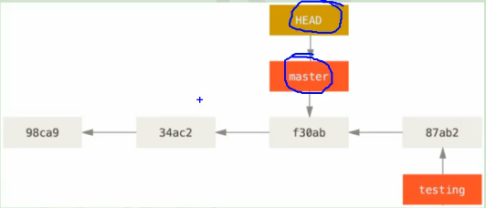 HEAD
master
98ca9 34ac2 f30ab 87ab2
testing